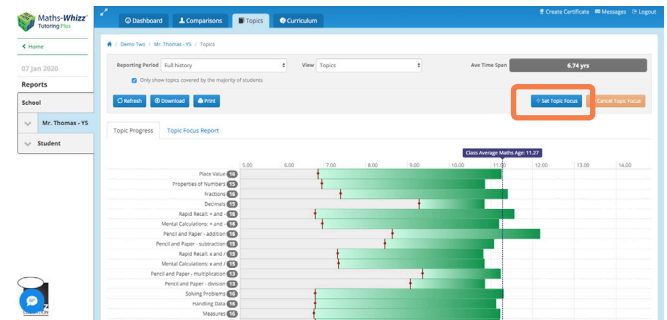 Maths-Whizz®
Tutoring Plus
Dashboard Comparisons Topics Curriculum
Create Certificate Messages Logout
Home
07 Jan 2020
Reports
School
Mr. Thomas - Y5
Student
/ Demo Two / Mr. Thomas - Y5 / Topics
Reporting Period Full history View Topics Ave Time Span 6.74 yrs
Only show topics covered by the majority of students
Refresh Download Print Set Topic Focus Cancel Topic Focus
Topic Progress Topic Focus Report
Class Average Maths Age: 11.27
5.00 6.00 7.00 8.00 9.00 10.00 11.00 12.00 13.00 14.00
Place Value 16
Properties of Numbers 15
Fractions 16
Decimals 15
Rapid Recall: + and - 16
Mental Calculations: + and - 16
Pencil and Paper - addition 16
Pencil and Paper - subtraction 15
Rapid Recall: x and / 15
Mental Calculations: x and / 15
Pencil and Paper - multiplication 13
Pencil and Paper - division 13
Solving Problems 16
Handling Data 16
Measures 16